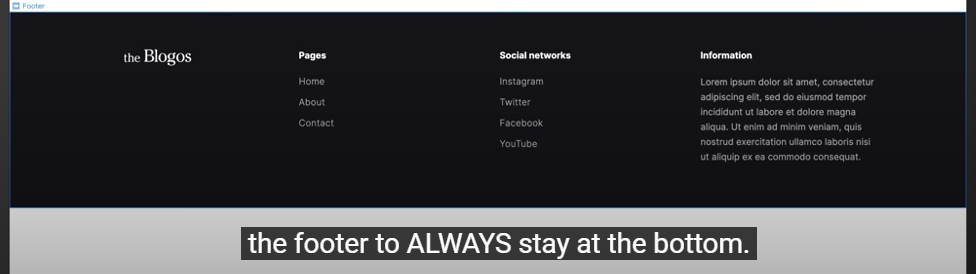 Footer
the Blogos
Pages
Home
About
Contact
Social networks
Instagram
Twitter
Facebook
YouTube
Information
Lorem ipsum dolor sit amet, consectetur
adipiscing elit, sed do eiusmod tempor
incididunt ut labore et dolore magna
aliqua. Ut enim ad minim veniam, quis
nostrud exercitation ullamco laboris nisi
ut aliquip ex ea commodo consequat.
the footer to ALWAYS stay at the bottom.